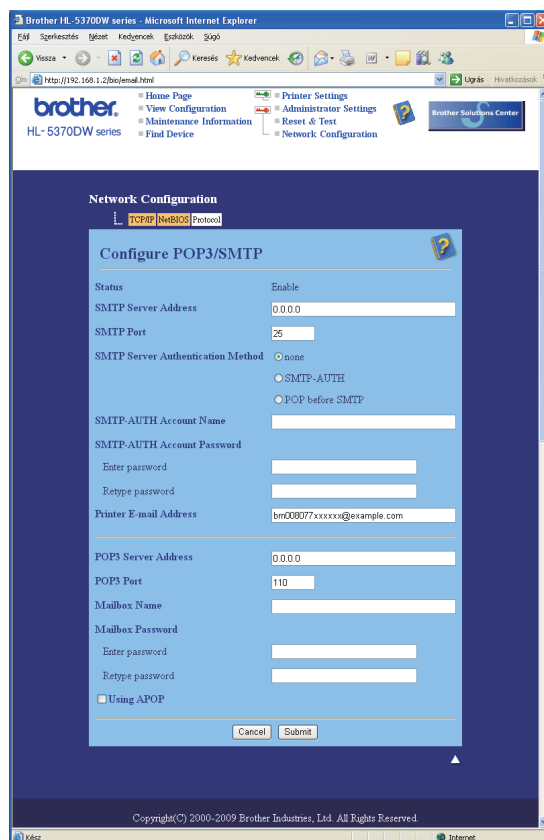 Brother HL-5370DW series - Microsoft Internet Explorer
Fájl Szerkesztés Nézet Kedvencek Eszközök Súgó
Vissza Keresés Kedvencek
Cím http://192.168.1.2/bio/email.html Ugrás Hivatkozások
brother.
HL- 5370DW series
Home Page
View Configuration
Maintenance Information
Find Device
Printer Settings
Administrator Settings
Reset & Test
Network Configuration
Brother Solutions Center
Network Configuration
TCP/IP NetBIOS Protocol
Configure POP3/SMTP
Status Enable
SMTP Server Address 0.0.0.0
SMTP Port 25
SMTP Server Authentication Method none
SMTP-AUTH
POP before SMTP
SMTP-AUTH Account Name
SMTP-AUTH Account Password
Enter password
Retype password
Printer E-mail Address brn008077xxxxxx@example.com
POP3 Server Address 0.0.0.0
POP3 Port 110
Mailbox Name
Mailbox Password
Enter password
Retype password
Using APOP
Cancel Submit
Copyright(C) 2000-2009 Brother Industries, Ltd. All Rights Reserved.
Kész Internet